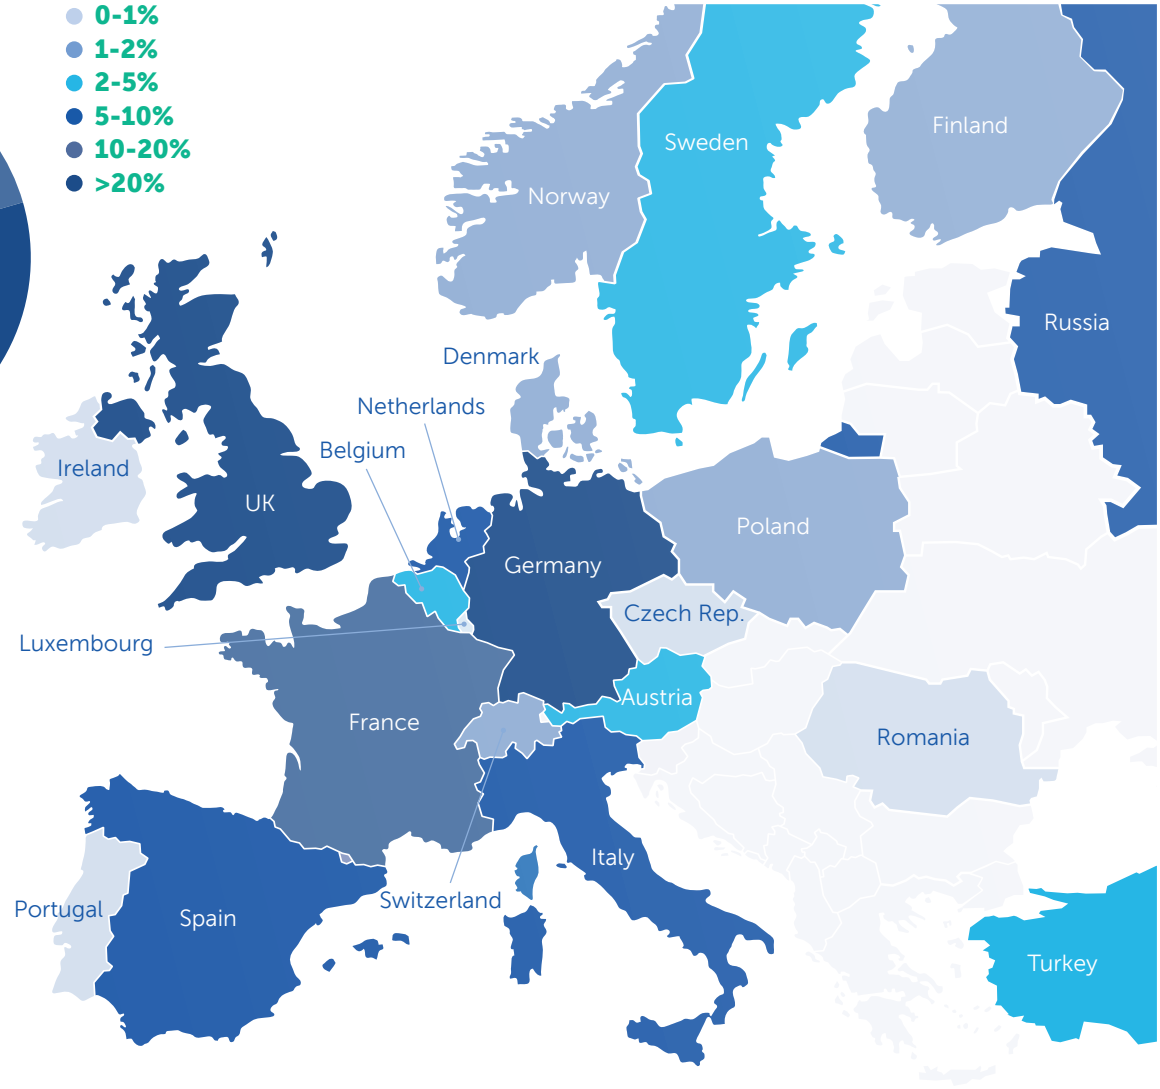 0-1%
1-2%
2-5%
5-10%
10-20%
>20%
Finland
Sweden
Norway
Russia
Denmark
Netherlands
Belgium
Ireland
UK
Poland
Germany
Czech Rep.
Luxembourg
Austria
France
Romania
Italy
Switzerland
Portugal
Spain
Turkey